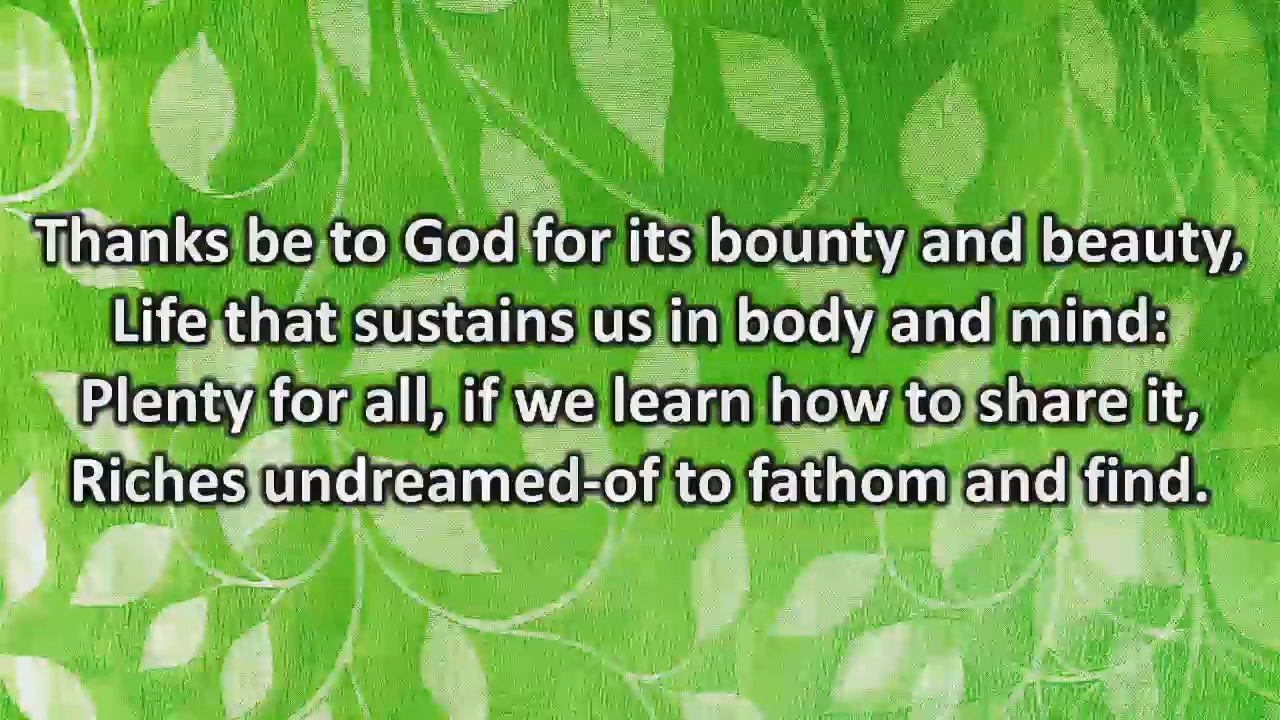 Thanks be to God for its bounty and beauty,
Life that sustains us in body and mind:
Plenty for all, if we learn how to share it,
Riches undreamed-of to fathom and find.